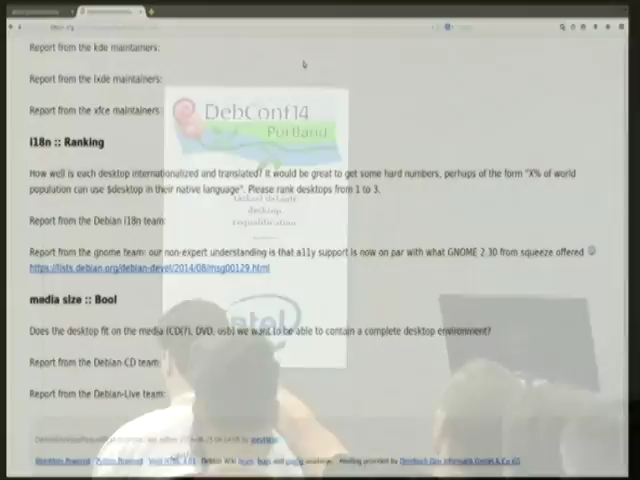 Report from the kde maintainers:
Report from the lxde maintainers:
Report from the xfce maintainers
DebConf14
Portland
i18n :: Ranking
How well is each desktop internationalized and translated? It would be great to get some hard numbers, perhaps of the form "X% of world
population can use $desktop in their native language". Please rank desktops from 1 to 3.
desktop
requalification
Report from the Debian i18n team:
Report from the gnome team: our non-expert understanding is that a11y support is now on par with what GNOME 2.30 from squeeze offered
https://lists.debian.org/debian-devel/2014/08/msg00129.html
media size :: Bool
intel
Does the desktop fit on the media (CD(?), DVD, usb) we want to be able to contain a complete desktop environment?
Report from the Debian CD team:
Report from the Debian-Live team: